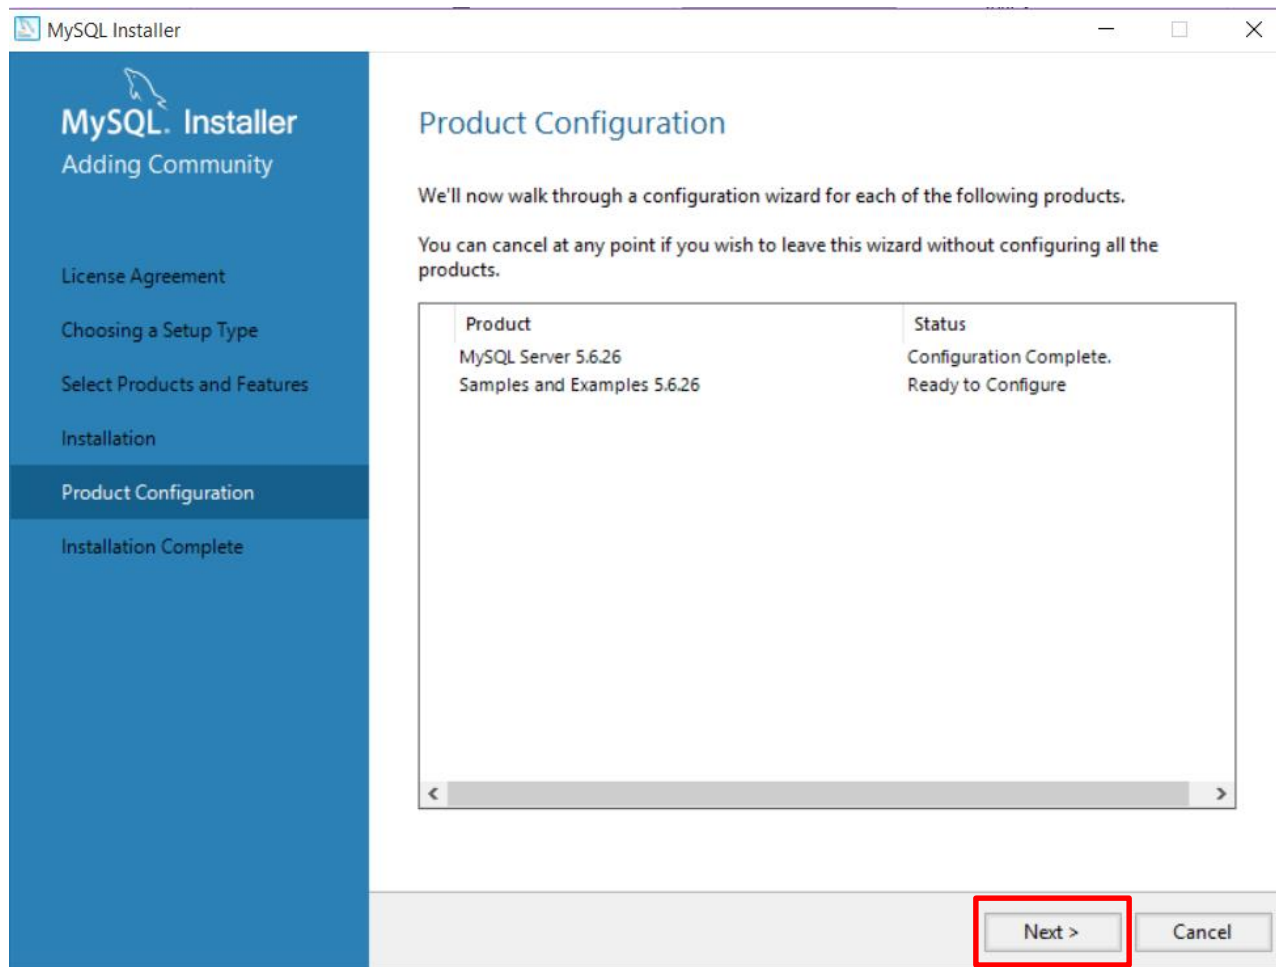 MySQL Installer
MySQL. Installer
Adding Community
License Agreement
Choosing a Setup Type
Select Products and Features
Installation
Product Configuration
Installation Complete
Product Configuration
We'll now walk through a configuration wizard for each of the following products.
You can cancel at any point if you wish to leave this wizard without configuring all the
products.
Product Status
MySQL Server 5.6.26 Configuration Complete.
Samples and Examples 5.6.26 Ready to Configure
Next > Cancel